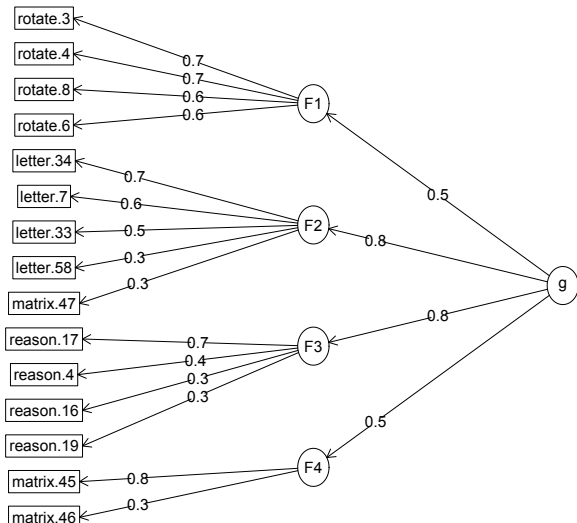 rotate.3
rotate.4
0.7
rotate.8
0.7
F1
0.6
rotate.6
0.6
letter.34
0.7
letter.7
0.6
0.5
F2
letter.33
0.5
0.8
letter.58
0.3
0.3
g
matrix.47
reason.17
0.7
0.8
F3
reason.4
0.4
0.3
reason.16
0.3
reason.19
0.5
F4
matrix.45
0.8
0.3
matrix.46